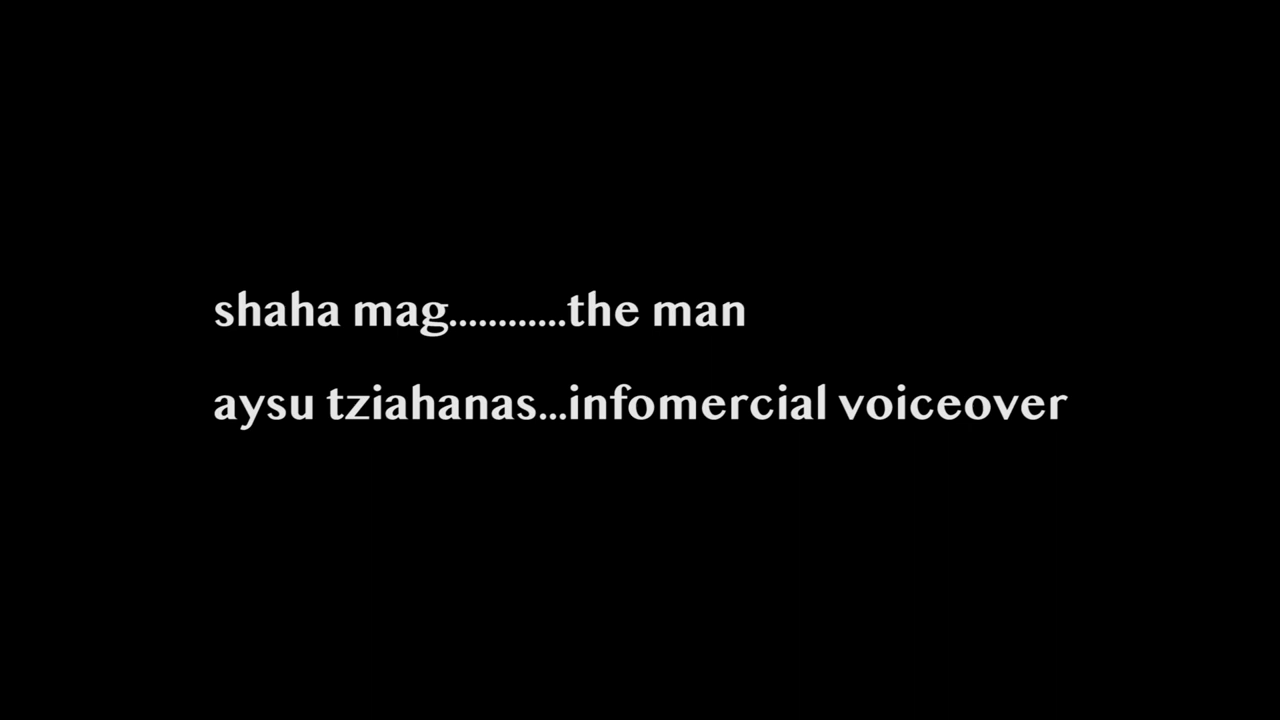 shaha mag............the man
aysu tziahanas...infomercial voiceover